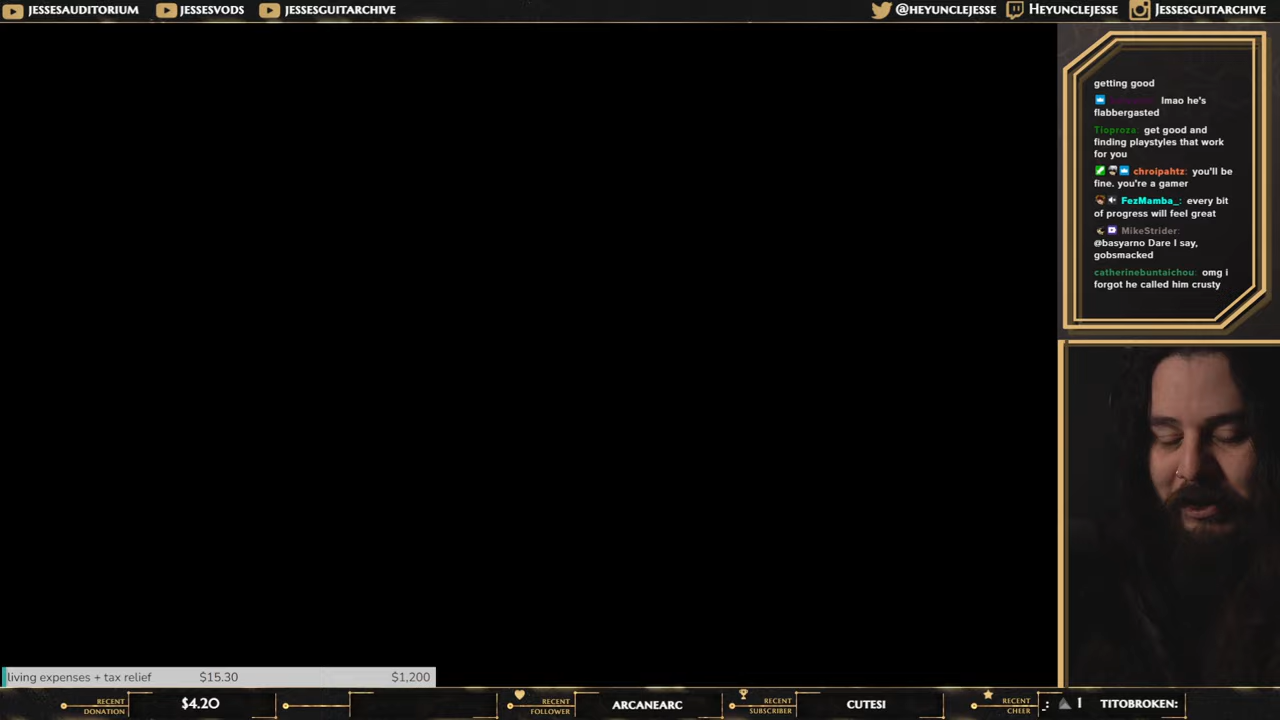 JESSESAUDITORIUM JESSESVODS JESSESGUITARCHIVE @HEYUNCLEJESSE HEYUNCLEJESSE JESSESGUITARCHIVE
getting good
lmao he's
flabbergasted
Tioproza: get good and
finding playstyles that work
for you
chroipahtz: you'll be
fine. you're a gamer
FezMamba_: every bit
of progress will feel great
MikeStrider:
@basyarno Dare I say,
gobsmacked
catherinebuntaichou: omg i
forgot he called him crusty
living expenses + tax relief $15.30 $1,200
RECENT DONATION $4.20 RECENT FOLLOWER ARCANEARC RECENT SUBSCRIBER CUTESI RECENT CHEER 1 TITOBROKEN: